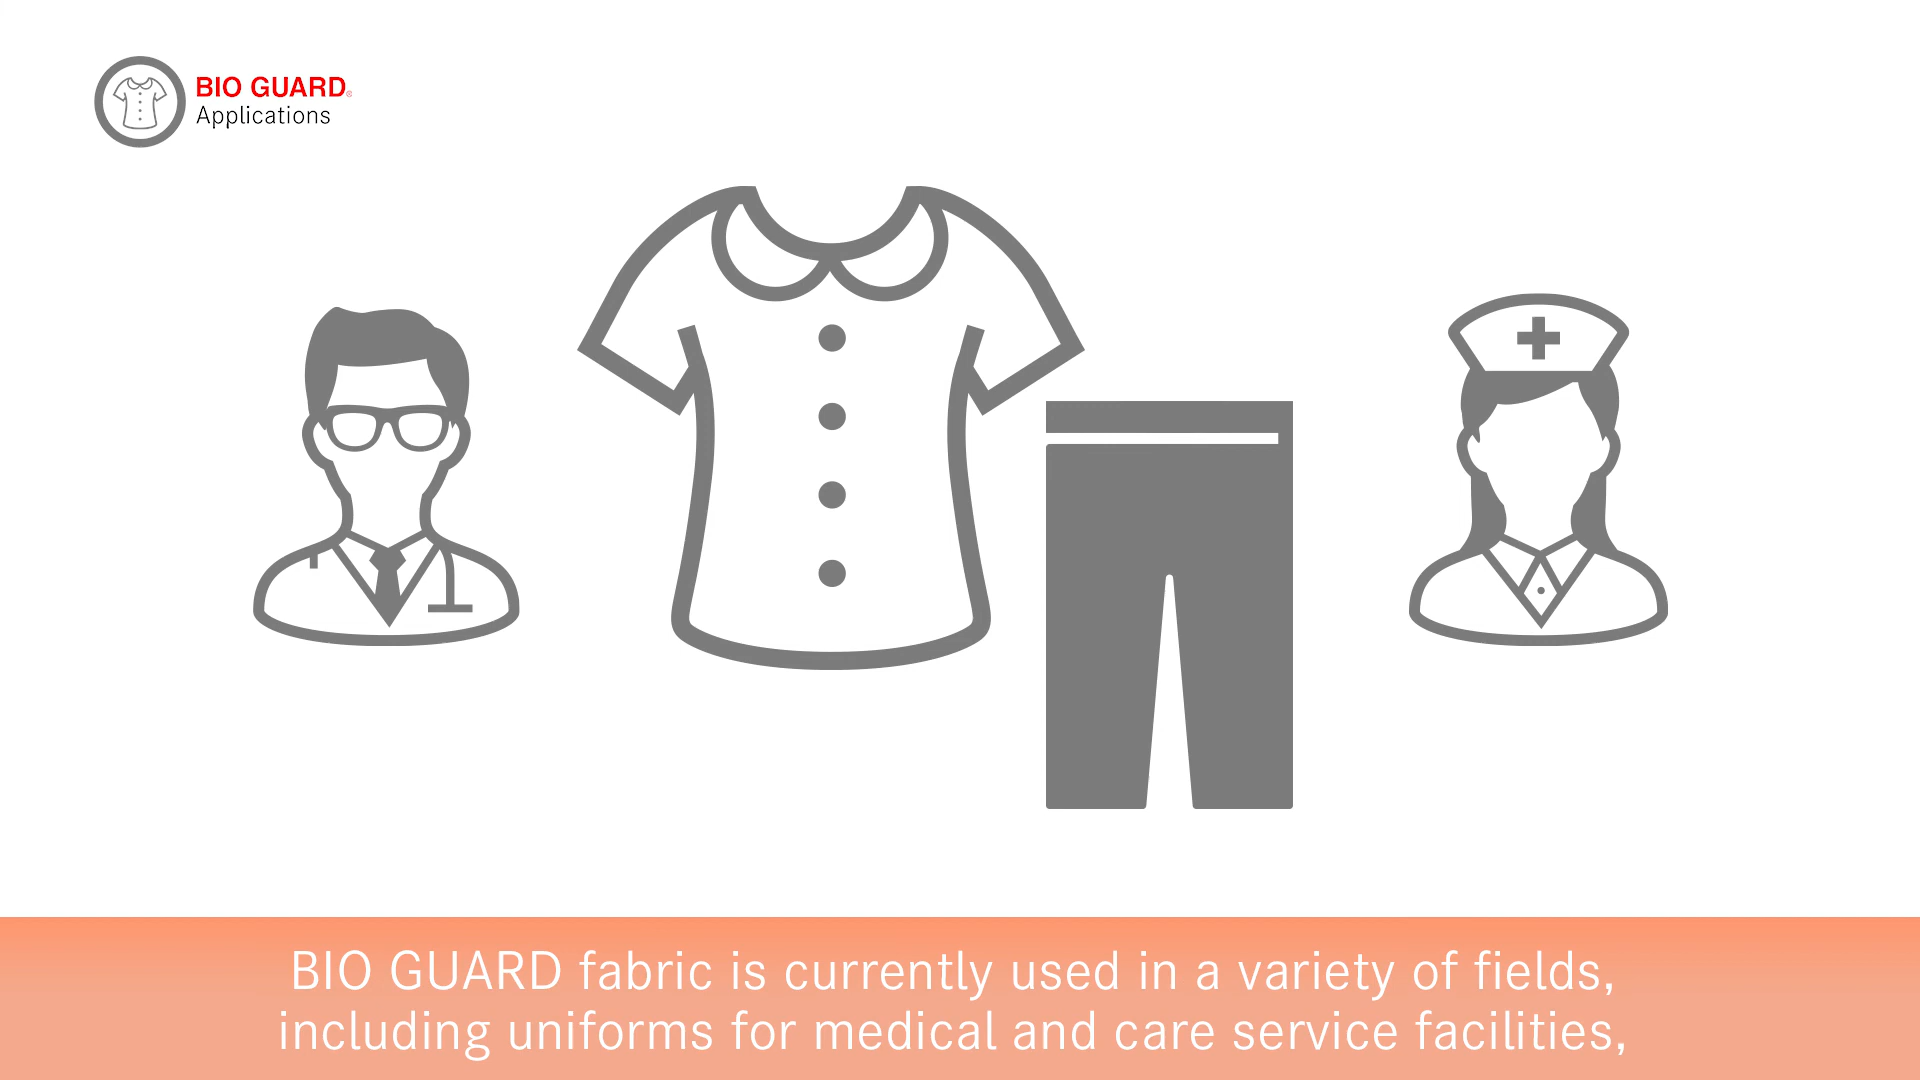 BIO GUARD®
Applications
BIO GUARD fabric is currently used in a variety of fields,
including uniforms for medical and care service facilities,